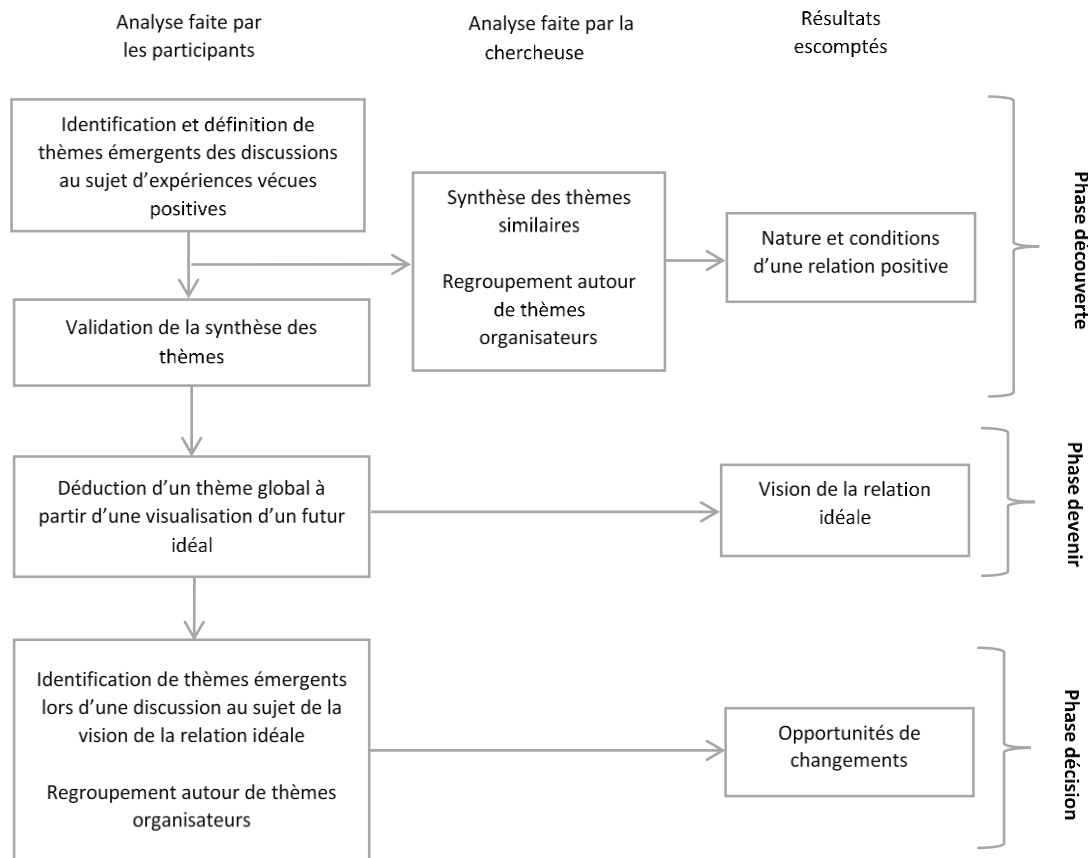 Analyse faite par
les participants
Analyse faite par la
chercheuse
Résultats
escomptés
Identification et définition de
thèmes émergents des discussions
au sujet d'expériences vécues
positives
Synthèse des thèmes
similaires
Regroupement autour
de thèmes
organisateurs
Nature et conditions
d'une relation positive
Phase découverte
Validation de la synthèse des
thèmes
Déduction d'un thème global à
partir d'une visualisation d'un futur
idéal
Vision de la relation
idéale
Phase devenir
Identification de thèmes émergents
lors d'une discussion au sujet de la
vision de la relation idéale
Regroupement autour de thèmes
organisateurs
Opportunités de
changements
Phase décision